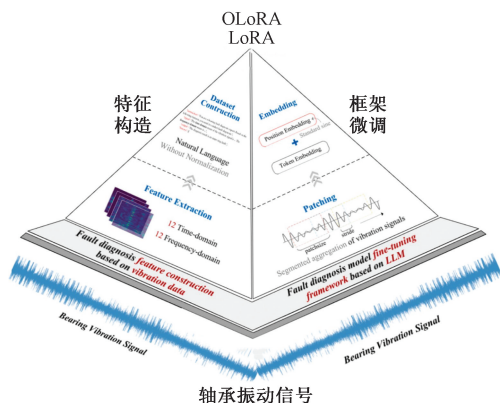 OLoRA
LoRA
特征
构造
框架
微调
Dataset
Contruction
Natural Language
Without Normalization
Feature Extraction
12 Time-domain
12 Frequency-domain
Embedding
Position Embedding +
Standard size
+
Token Embedding
Patching
patchsize
stride
Segmented aggregation of vibration signals
Fault diagnosis feature construction
based on vibration data
Fault diagnosis model fine-tuning
framework based on LLM
Bearing Vibration Signal
Bearing Vibration Signal
轴承振动信号